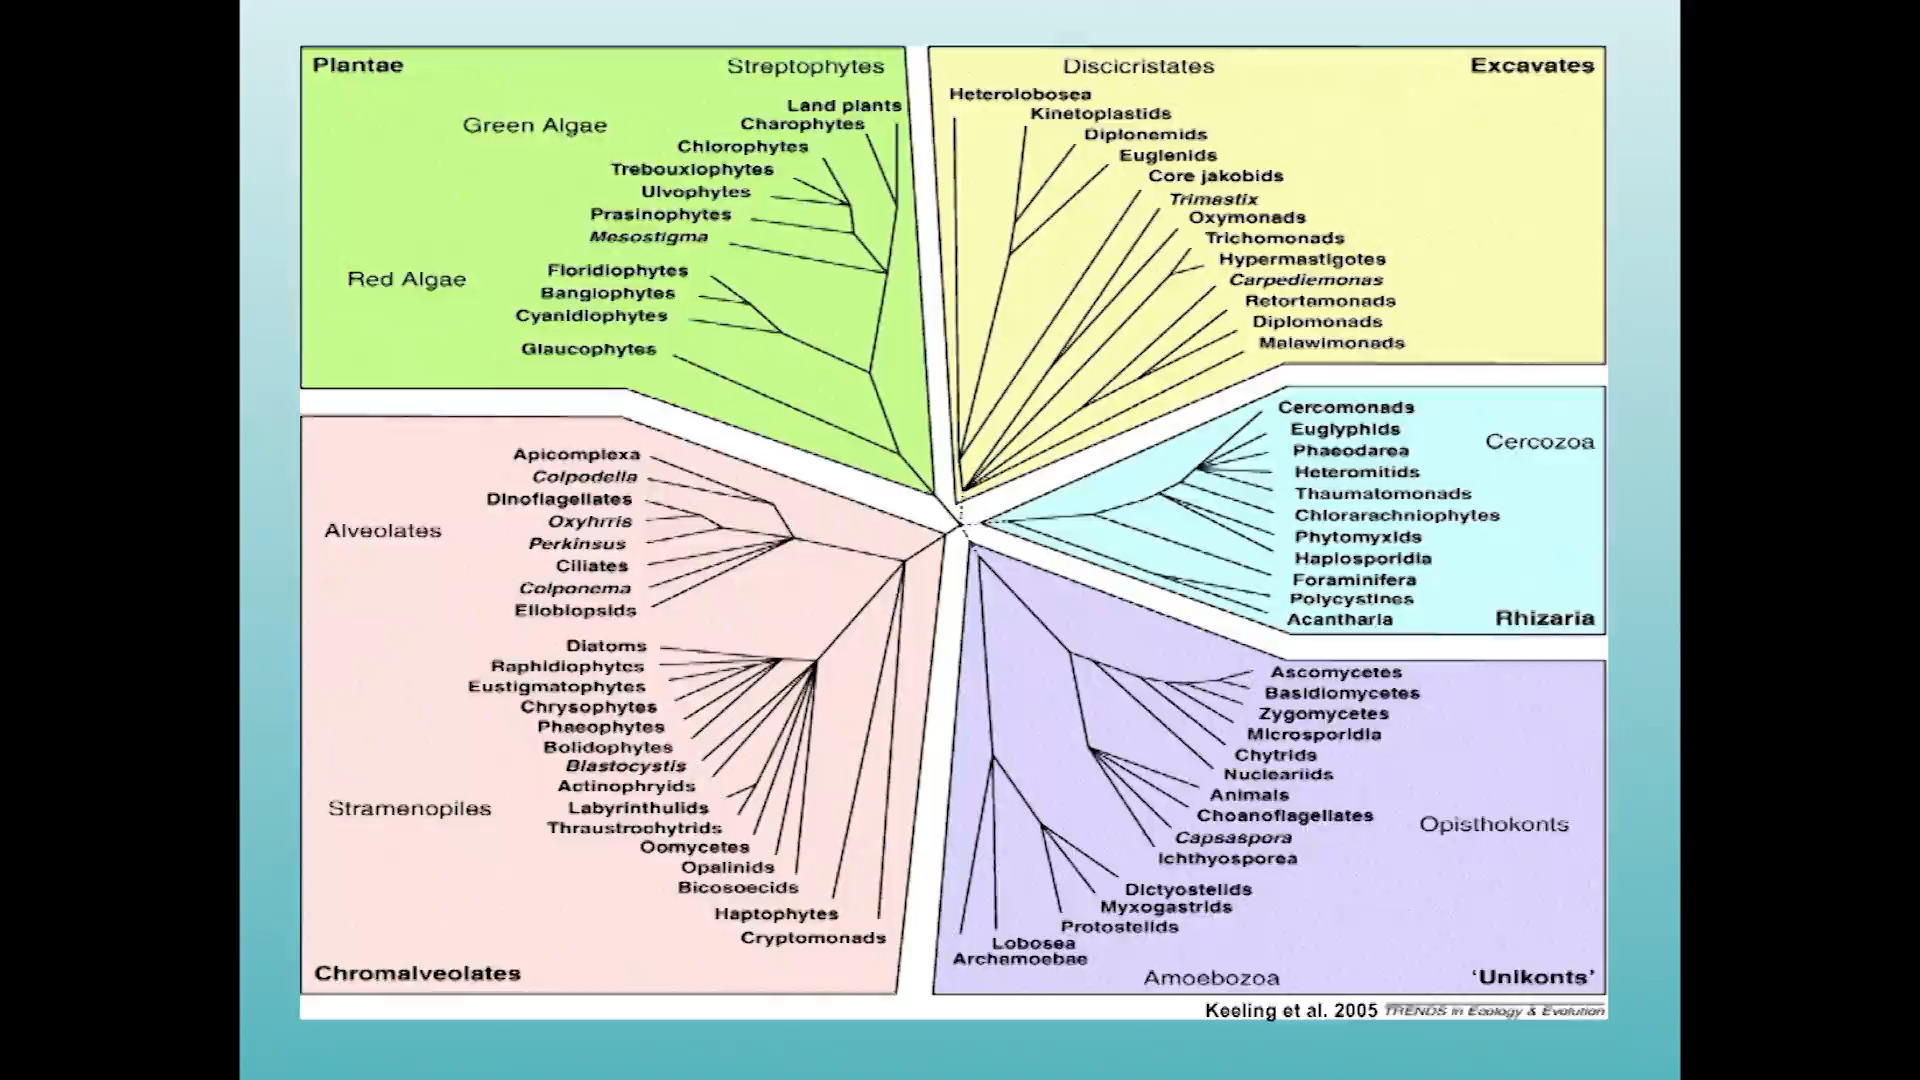 Plantae
Streptophytes
Land plants
Charophytes
Green Algae
Chlorophytes
Trebouxiophytes
Ulvophytes
Prasinophytes
Mesostigma
Red Algae
Floridiophytes
Bangiophytes
Cyanidiophytes
Glaucophytes
Discicristates
Excavates
Heterolobosea
Kinetoplastids
Diplonemids
Euglenids
Core jakobids
Trimastix
Oxymonads
Trichomonads
Hypermastigotes
Carpediemonas
Retortamonads
Diplomonads
Malawimonads
Cercomonads
Euglyphids
Cercozoa
Phaeodarea
Heteromitids
Thaumatomonads
Chlorarachniophytes
Phytomyxids
Haplosporidia
Foraminifera
Polycystines
Acantharia
Rhizaria
Apicomplexa
Colpodella
Dinoflagellates
Oxyhrris
Alveolates
Perkinsus
Ciliates
Colponema
Ellobiopsids
Diatoms
Raphidiophytes
Eustigmatophytes
Chrysophytes
Phaeophytes
Bolidophytes
Blastocystis
Actinophryids
Stramenopiles
Labyrinthulids
Thraustrochytrids
Oomycetes
Opalinids
Bicosoecids
Haptophytes
Cryptomonads
Chromalveolates
Ascomycetes
Basidiomycetes
Zygomycetes
Microsporidia
Chytrids
Nucleariids
Animals
Choanoflagellates
Opisthokonts
Capsaspora
Ichthyosporea
Dictyostelids
Myxogastrids
Protostelids
Lobosea
Archamoebae
Amoebozoa
‘Unikonts’
Keeling et al. 2005 TRENDS in Ecology & Evolution